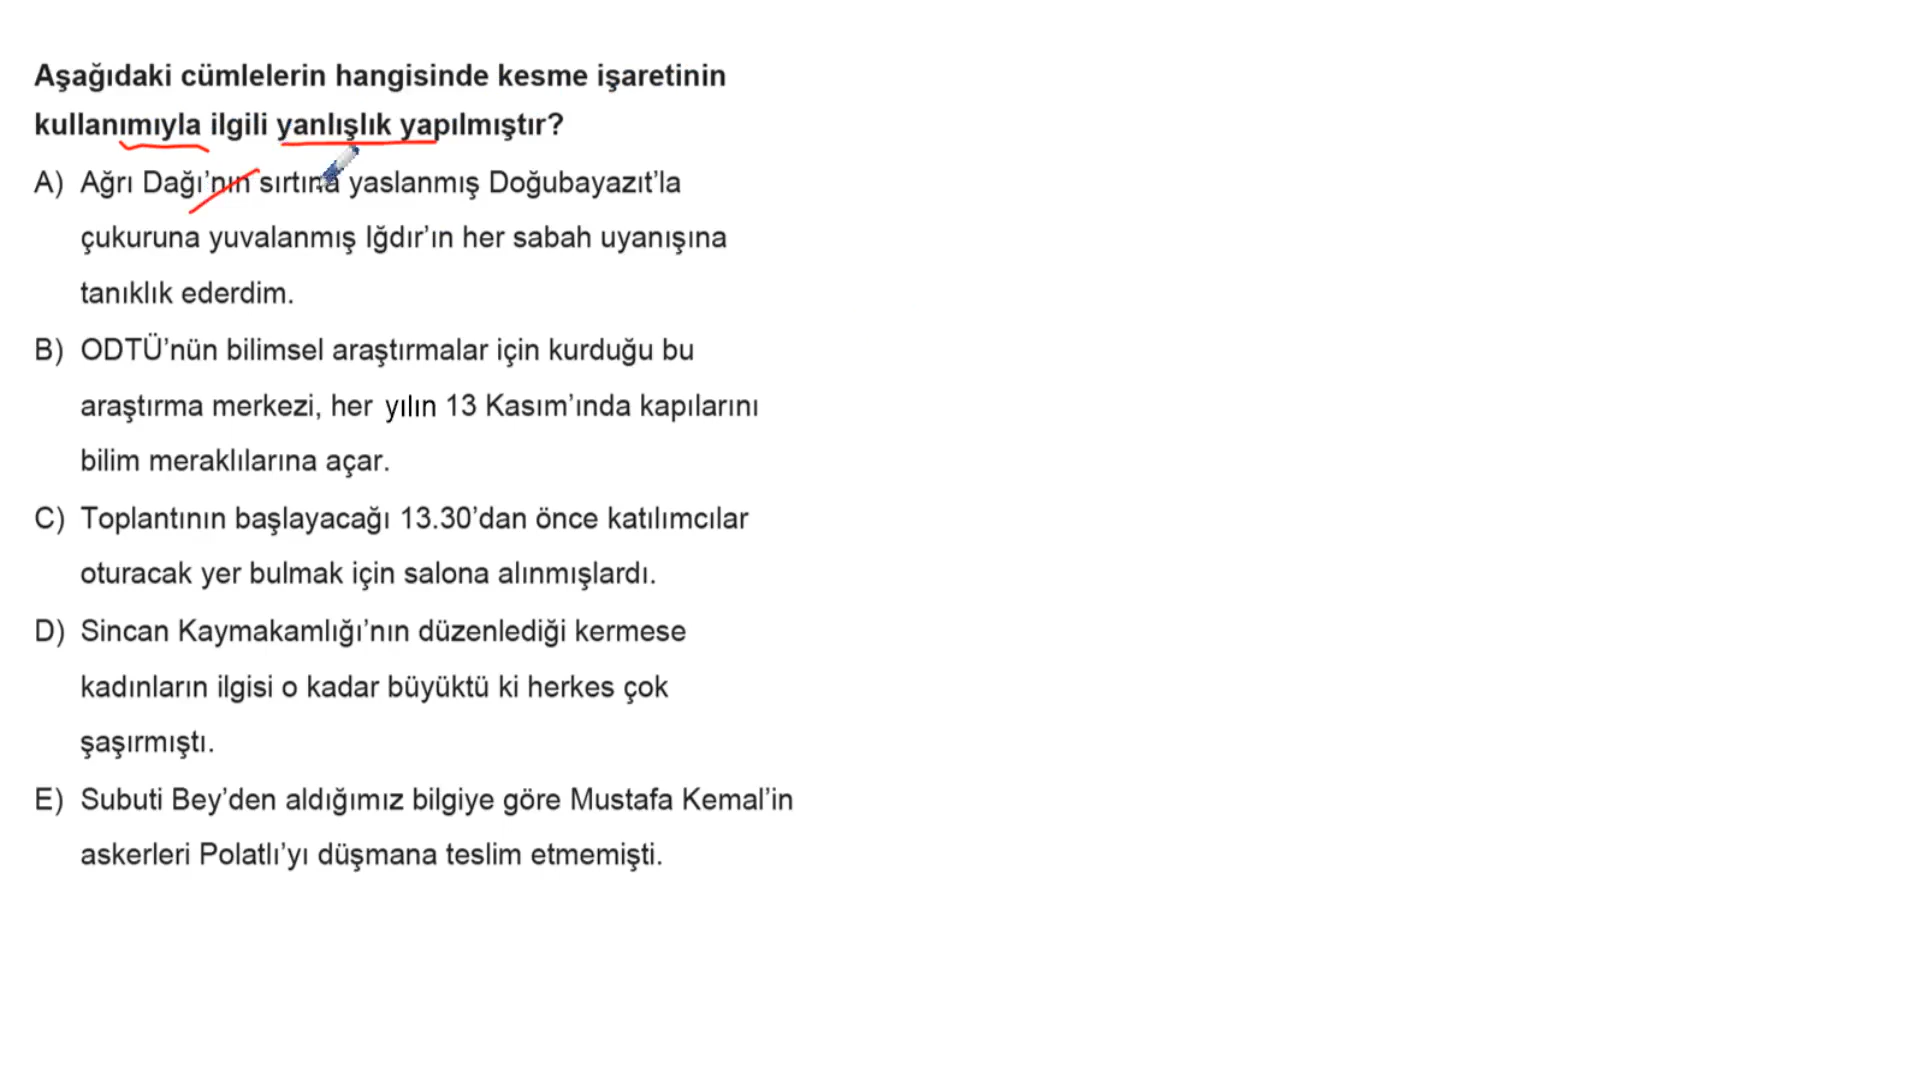 Aşağıdaki cümlelerin hangisinde kesme işaretinin
kullanımıyla ilgili yanlışlık yapılmıştır?
A) Ağrı Dağı’nın sırtına yaslanmış Doğubayazıt’la
çukuruna yuvalanmış Iğdır’ın her sabah uyanışına
tanıklık ederdim.
B) ODTÜ’nün bilimsel araştırmalar için kurduğu bu
araştırma merkezi, her yılın 13 Kasım’ında kapılarını
bilim meraklılarına açar.
C) Toplantının başlayacağı 13.30’dan önce katılımcılar
oturacak yer bulmak için salona alınmışlardı.
D) Sincan Kaymakamlığı’nın düzenlediği kermese
kadınların ilgisi o kadar büyüktü ki herkes çok
şaşırmıştı.
E) Subuti Bey’den aldığımız bilgiye göre Mustafa Kemal’in
askerleri Polatlı’yı düşmana teslim etmemişti.